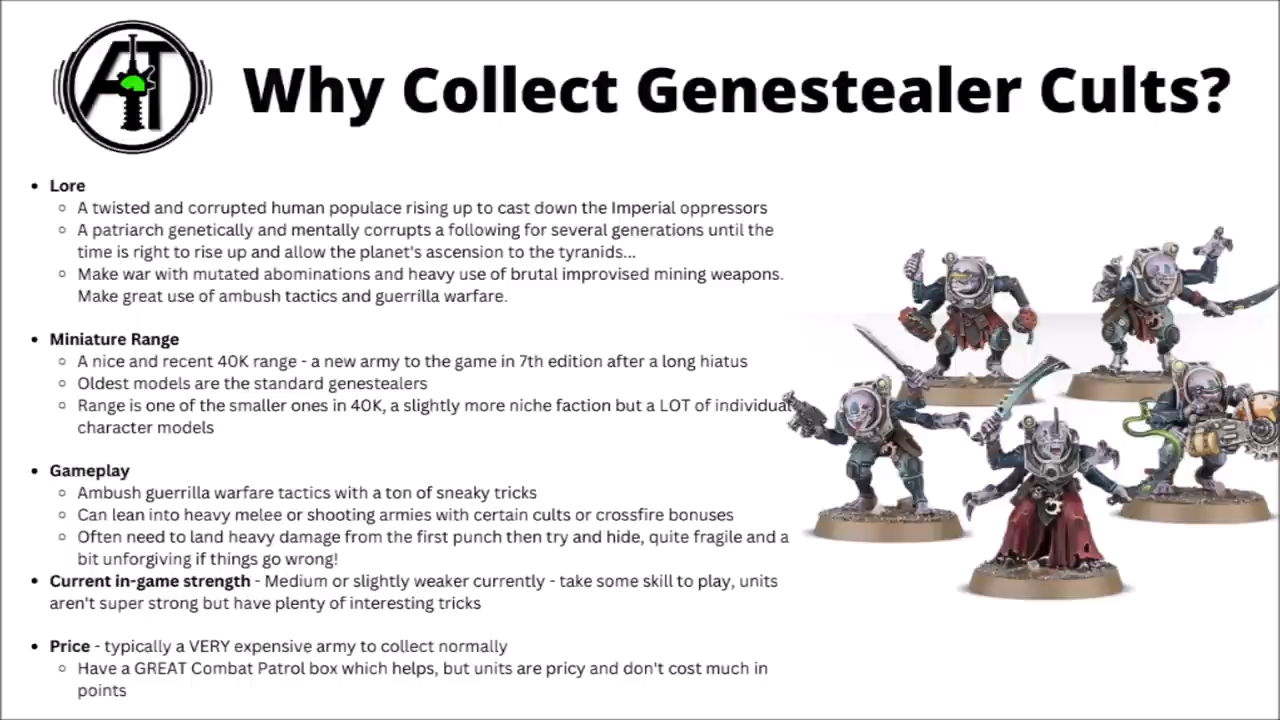 AT
Why Collect Genestealer Cults?
Lore
A twisted and corrupted human populace rising up to cast down the Imperial oppressors
A patriarch genetically and mentally corrupts a following for several generations until the
time is right to rise up and allow the planet's ascension to the tyranids...
Make war with mutated abominations and heavy use of brutal improvised mining weapons.
Make great use of ambush tactics and guerrilla warfare.
Miniature Range
A nice and recent 40K range - a new army to the game in 7th edition after a long hiatus
Oldest models are the standard genestealers
Range is one of the smaller ones in 40K, a slightly more niche faction but a LOT of individual
character models
Gameplay
Ambush guerrilla warfare tactics with a ton of sneaky tricks
Can lean into heavy melee or shooting armies with certain cults or crossfire bonuses
Often need to land heavy damage from the first punch then try and hide, quite fragile and a
bit unforgiving if things go wrong!
Current in-game strength - Medium or slightly weaker currently - take some skill to play, units
aren't super strong but have plenty of interesting tricks
Price - typically a VERY expensive army to collect normally
Have a GREAT Combat Patrol box which helps, but units are pricy and don't cost much in
points